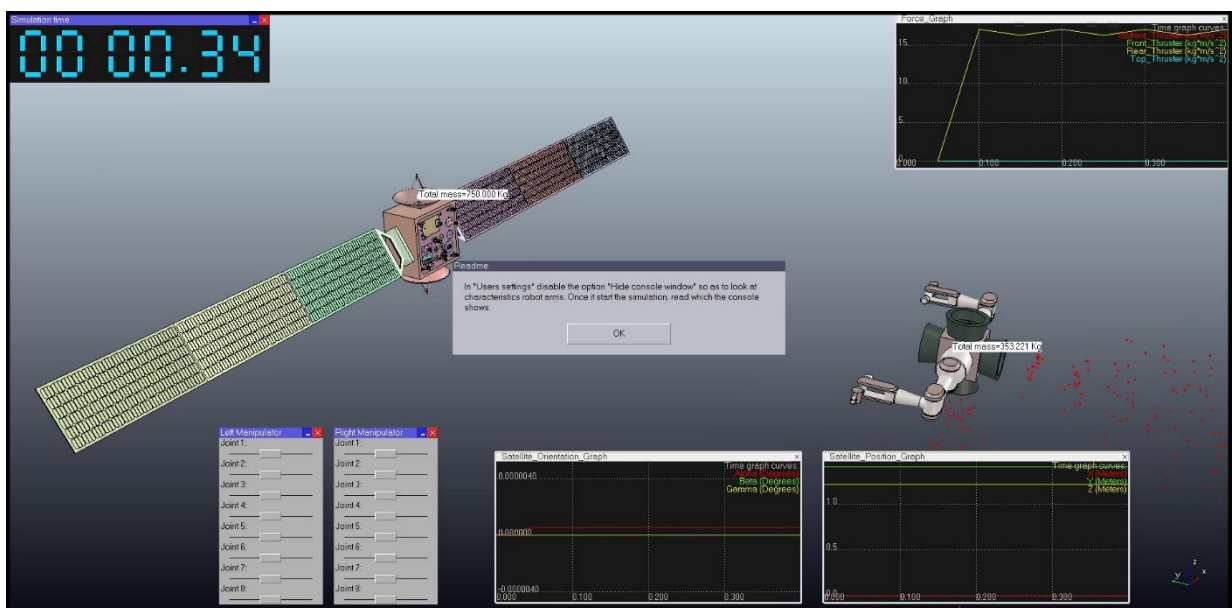 Simulation time
00 00.34
Force_Graph
Time graph curves:
Bottom_Thruster (kg*m/s^2)
Front_Thruster (kg*m/s^2)
Rear_Thruster (kg*m/s^2)
Top_Thruster (kg*m/s^2)
15.
10.
5.
0.
0.000 0.100 0.200 0.300
Total mass=750.000 Kg
Readme
In "Users settings" disable the option "Hide console window" so as to look at
characteristics robot arms. Once it start the simulation, read which the console
shows.
OK
Total mass=353.221 Kg
Left Manipulator
Joint 1:
Joint 2:
Joint 3:
Joint 4:
Joint 5:
Joint 6:
Joint 7:
Joint 8:
Right Manipulator
Joint 1:
Joint 2:
Joint 3:
Joint 4:
Joint 5:
Joint 6:
Joint 7:
Joint 8:
Satellite_Orientation_Graph
Time graph curves:
Alpha (Degrees)
Beta (Degrees)
Gamma (Degrees)
0.0000040
0.000000
-0.0000040
0.000 0.100 0.200 0.300
Satellite_Position_Graph
Time graph curves:
X (Meters)
Y (Meters)
Z (Meters)
1.0
0.5
0.0
0.000 0.100 0.200 0.300
z
y
x